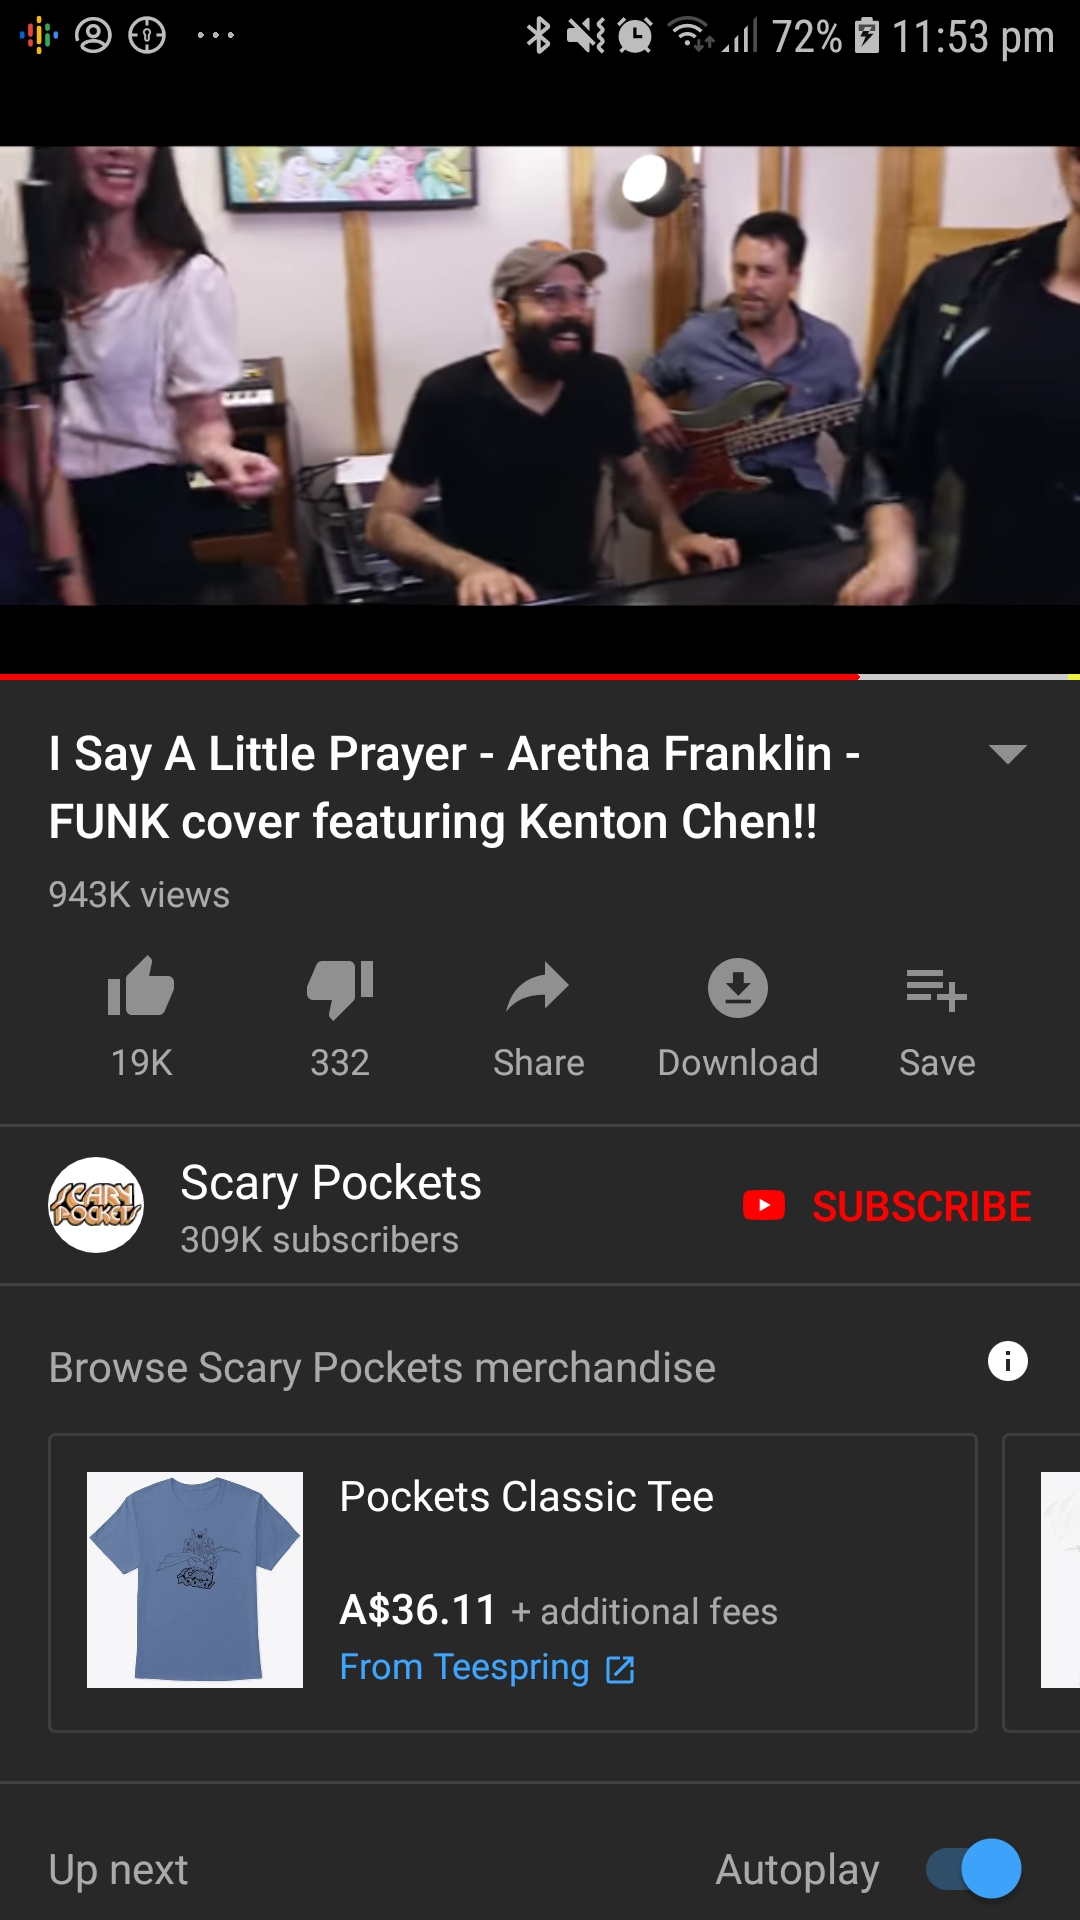 72% 11:53 pm
I Say A Little Prayer - Aretha Franklin -
FUNK cover featuring Kenton Chen!!
943K views
19K
332
Share
Download
Save
SCARY
POCKETS
Scary Pockets
309K subscribers
SUBSCRIBE
Browse Scary Pockets merchandise
Pockets Classic Tee
A$36.11 + additional fees
From Teespring
Up next
Autoplay